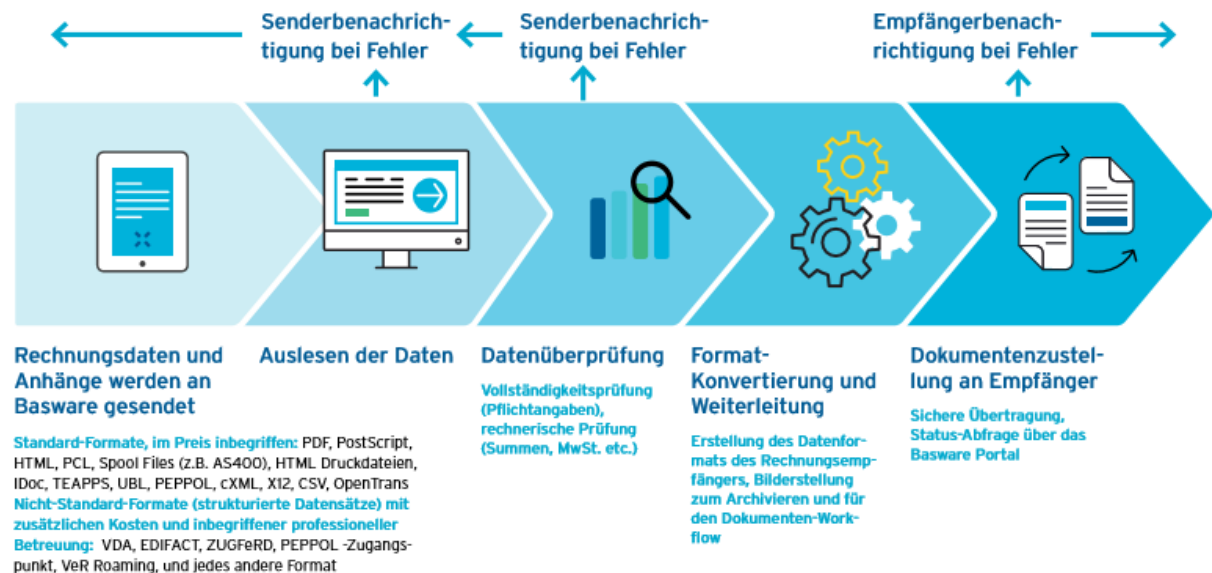 Senderbenachrich-
tigung bei Fehler
Senderbenachrich-
tigung bei Fehler
Empfängerbenach-
richtigung bei Fehler
Rechnungsdaten und
Anhänge werden an
Basware gesendet
Standard-Formate, im Preis inbegriffen: PDF, PostScript,
HTML, PCL, Spool Files (z.B. AS400), HTML Druckdateien,
IDoc, TEAPPS, UBL, PEPPOL, cXML, X12, CSV, OpenTrans
Nicht-Standard-Formate (strukturierte Datensätze) mit
zusätzlichen Kosten und inbegriffener professioneller
Betreuung: VDA, EDIFACT, ZUGFeRD, PEPPOL -Zugangs-
punkt, VeR Roaming, und jedes andere Format
Auslesen der Daten
Datenüberprüfung
Vollständigkeitsprüfung
(Pflichtangaben),
rechnerische Prüfung
(Summen, MwSt. etc.)
Format-
Konvertierung und
Weiterleitung
Erstellung des Datenfor-
mats des Rechnungsemp-
fängers, Bilderstellung
zum Archivieren und für
den Dokumenten-Work-
flow
Dokumentenzustel-
lung an Empfänger
Sichere Übertragung,
Status-Abfrage über das
Basware Portal